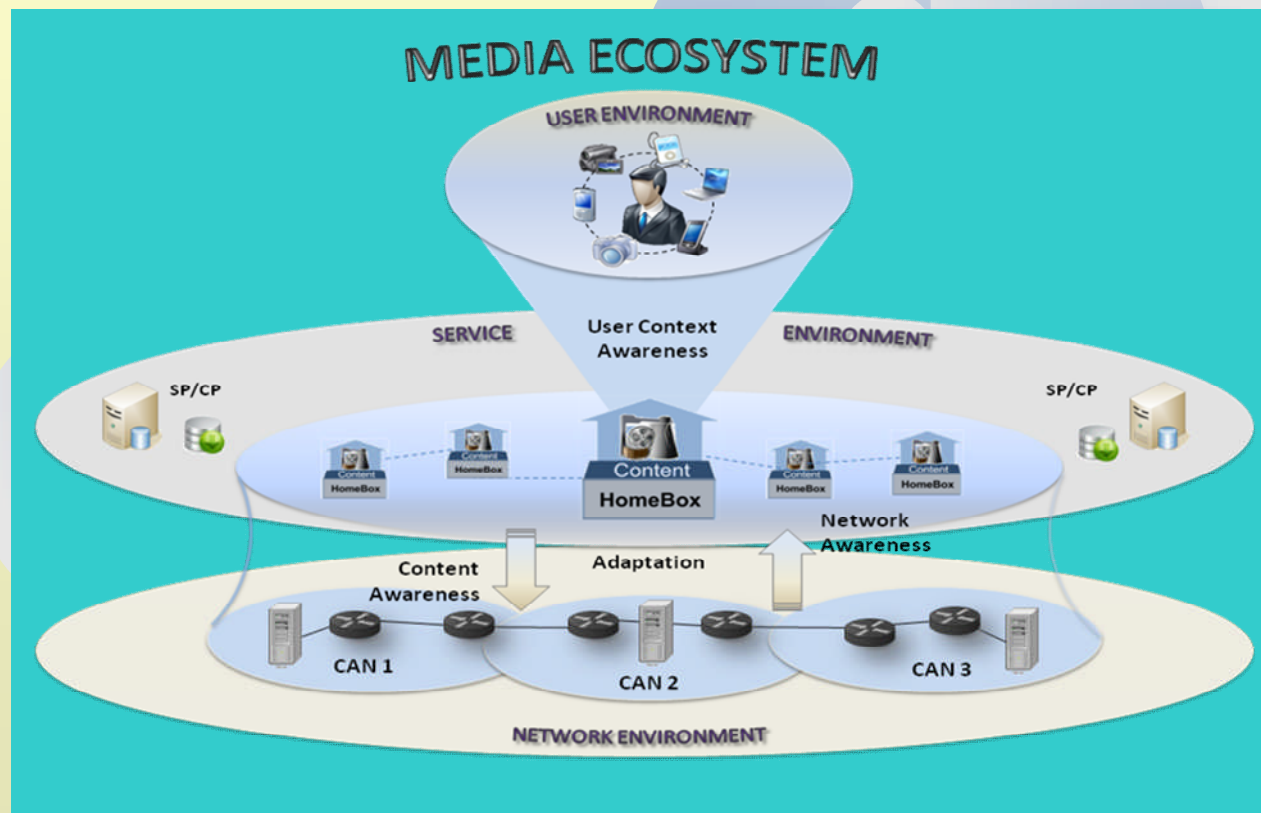 MEDIA ECOSYSTEM
USER ENVIRONMENT
User Context
Awareness
SERVICE ENVIRONMENT
SP/CP
SP/CP
Content
HomeBox
Content
HomeBox
Content
HomeBox
Content
HomeBox
Content
HomeBox
Network
Awareness
Adaptation
Content
Awareness
CAN 1
CAN 2
CAN 3
NETWORK ENVIRONMENT